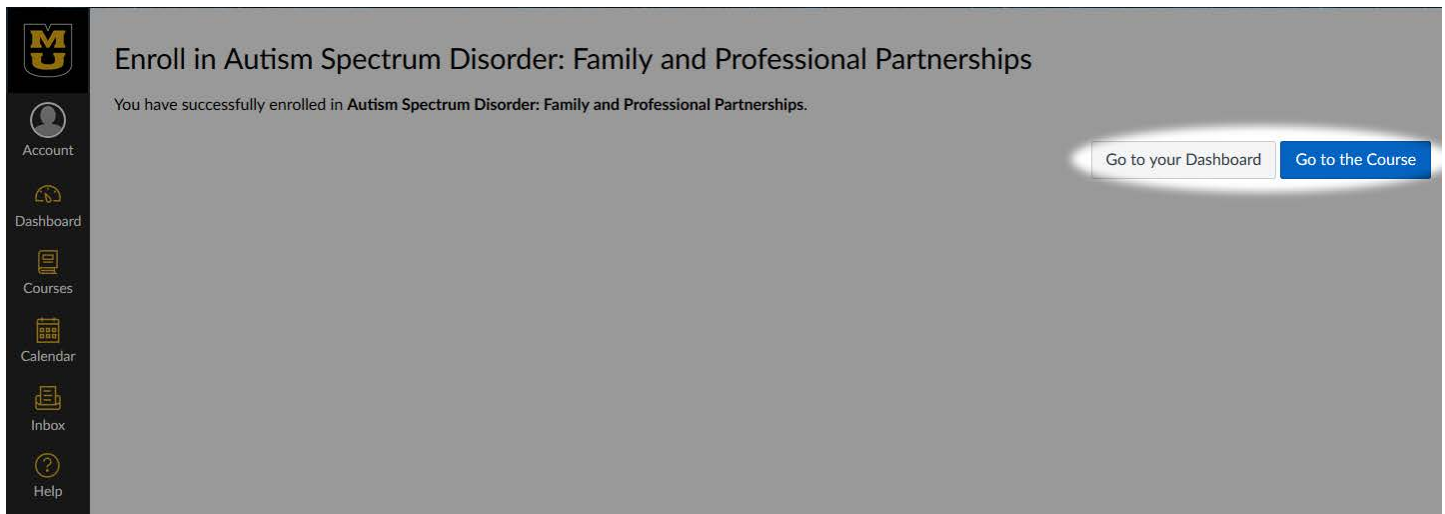 MU
Enroll in Autism Spectrum Disorder: Family and Professional Partnerships
You have successfully enrolled in Autism Spectrum Disorder: Family and Professional Partnerships.
Go to your Dashboard
Go to the Course
Account
Dashboard
Courses
Calendar
Inbox
Help